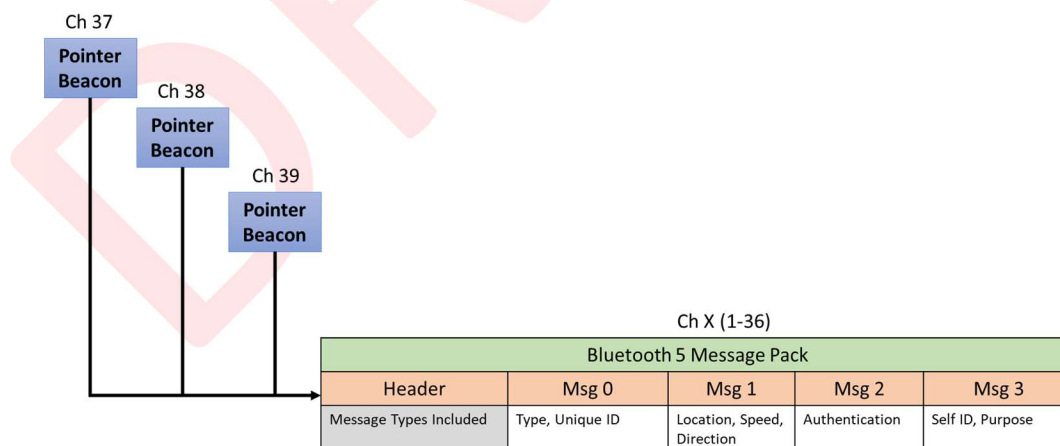 Ch 37
Pointer
Beacon
Ch 38
Pointer
Beacon
Ch 39
Pointer
Beacon
Ch X (1-36)
Bluetooth 5 Message Pack
Header Msg 0 Msg 1 Msg 2 Msg 3
Message Types Included Type, Unique ID Location, Speed, Authentication Self ID, Purpose
Direction